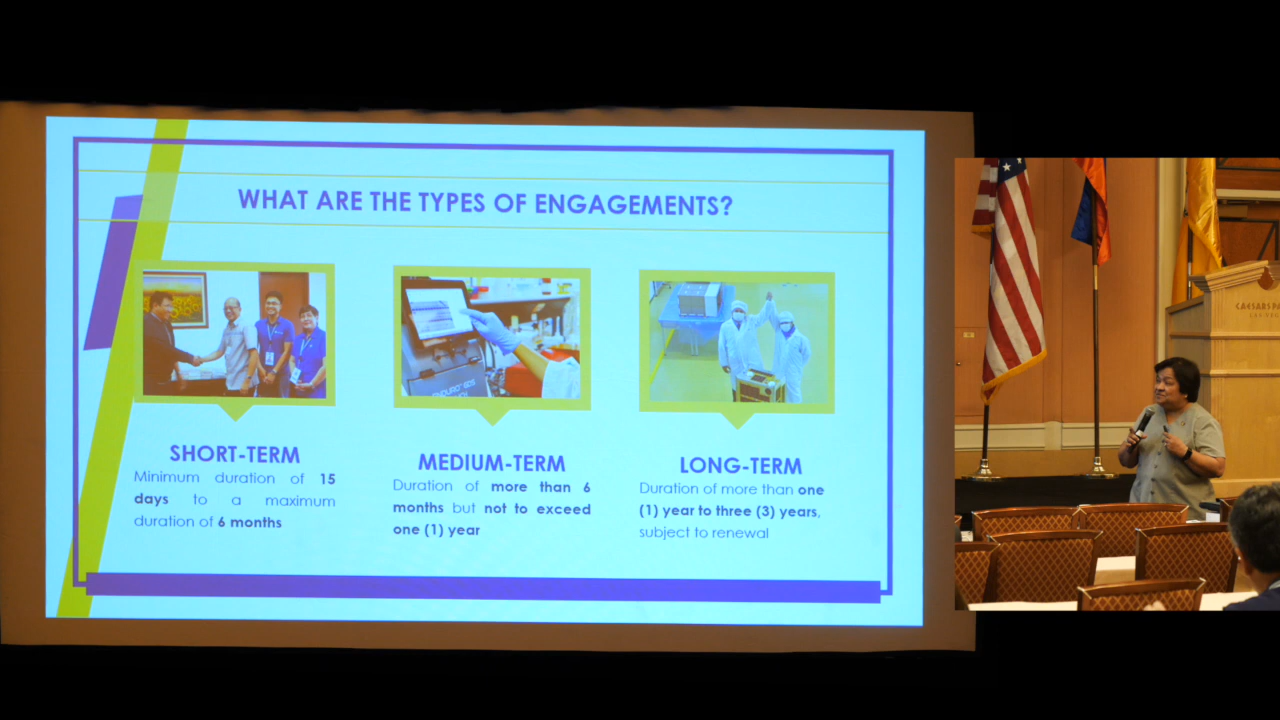 WHAT ARE THE TYPES OF ENGAGEMENTS?
SHORT-TERM
Minimum duration of 15
days to a maximum
duration of 6 months
MEDIUM-TERM
Duration of more than 6
months but not to exceed
one (1) year
LONG-TERM
Duration of more than one
(1) year to three (3) years,
subject to renewal